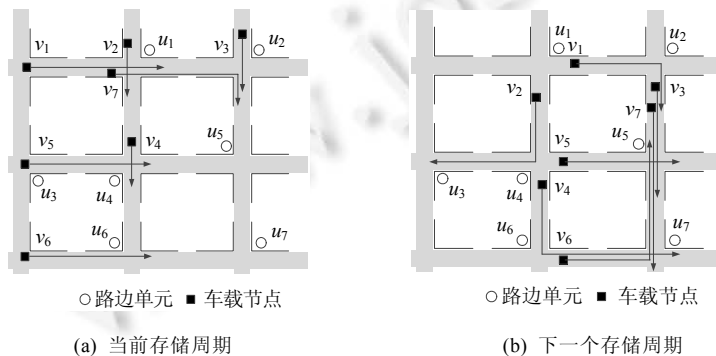 v1 v2 u1 v3 u2
v7
v5 v4 u5
u3 u4
v6 u6 u7
○路边单元 ■ 车载节点
(a) 当前存储周期
u1 v1 u2
v2 v3
v7
v5 u5
u3 u4 v4
u6 v6 u7
○路边单元 ■ 车载节点
(b) 下一个存储周期